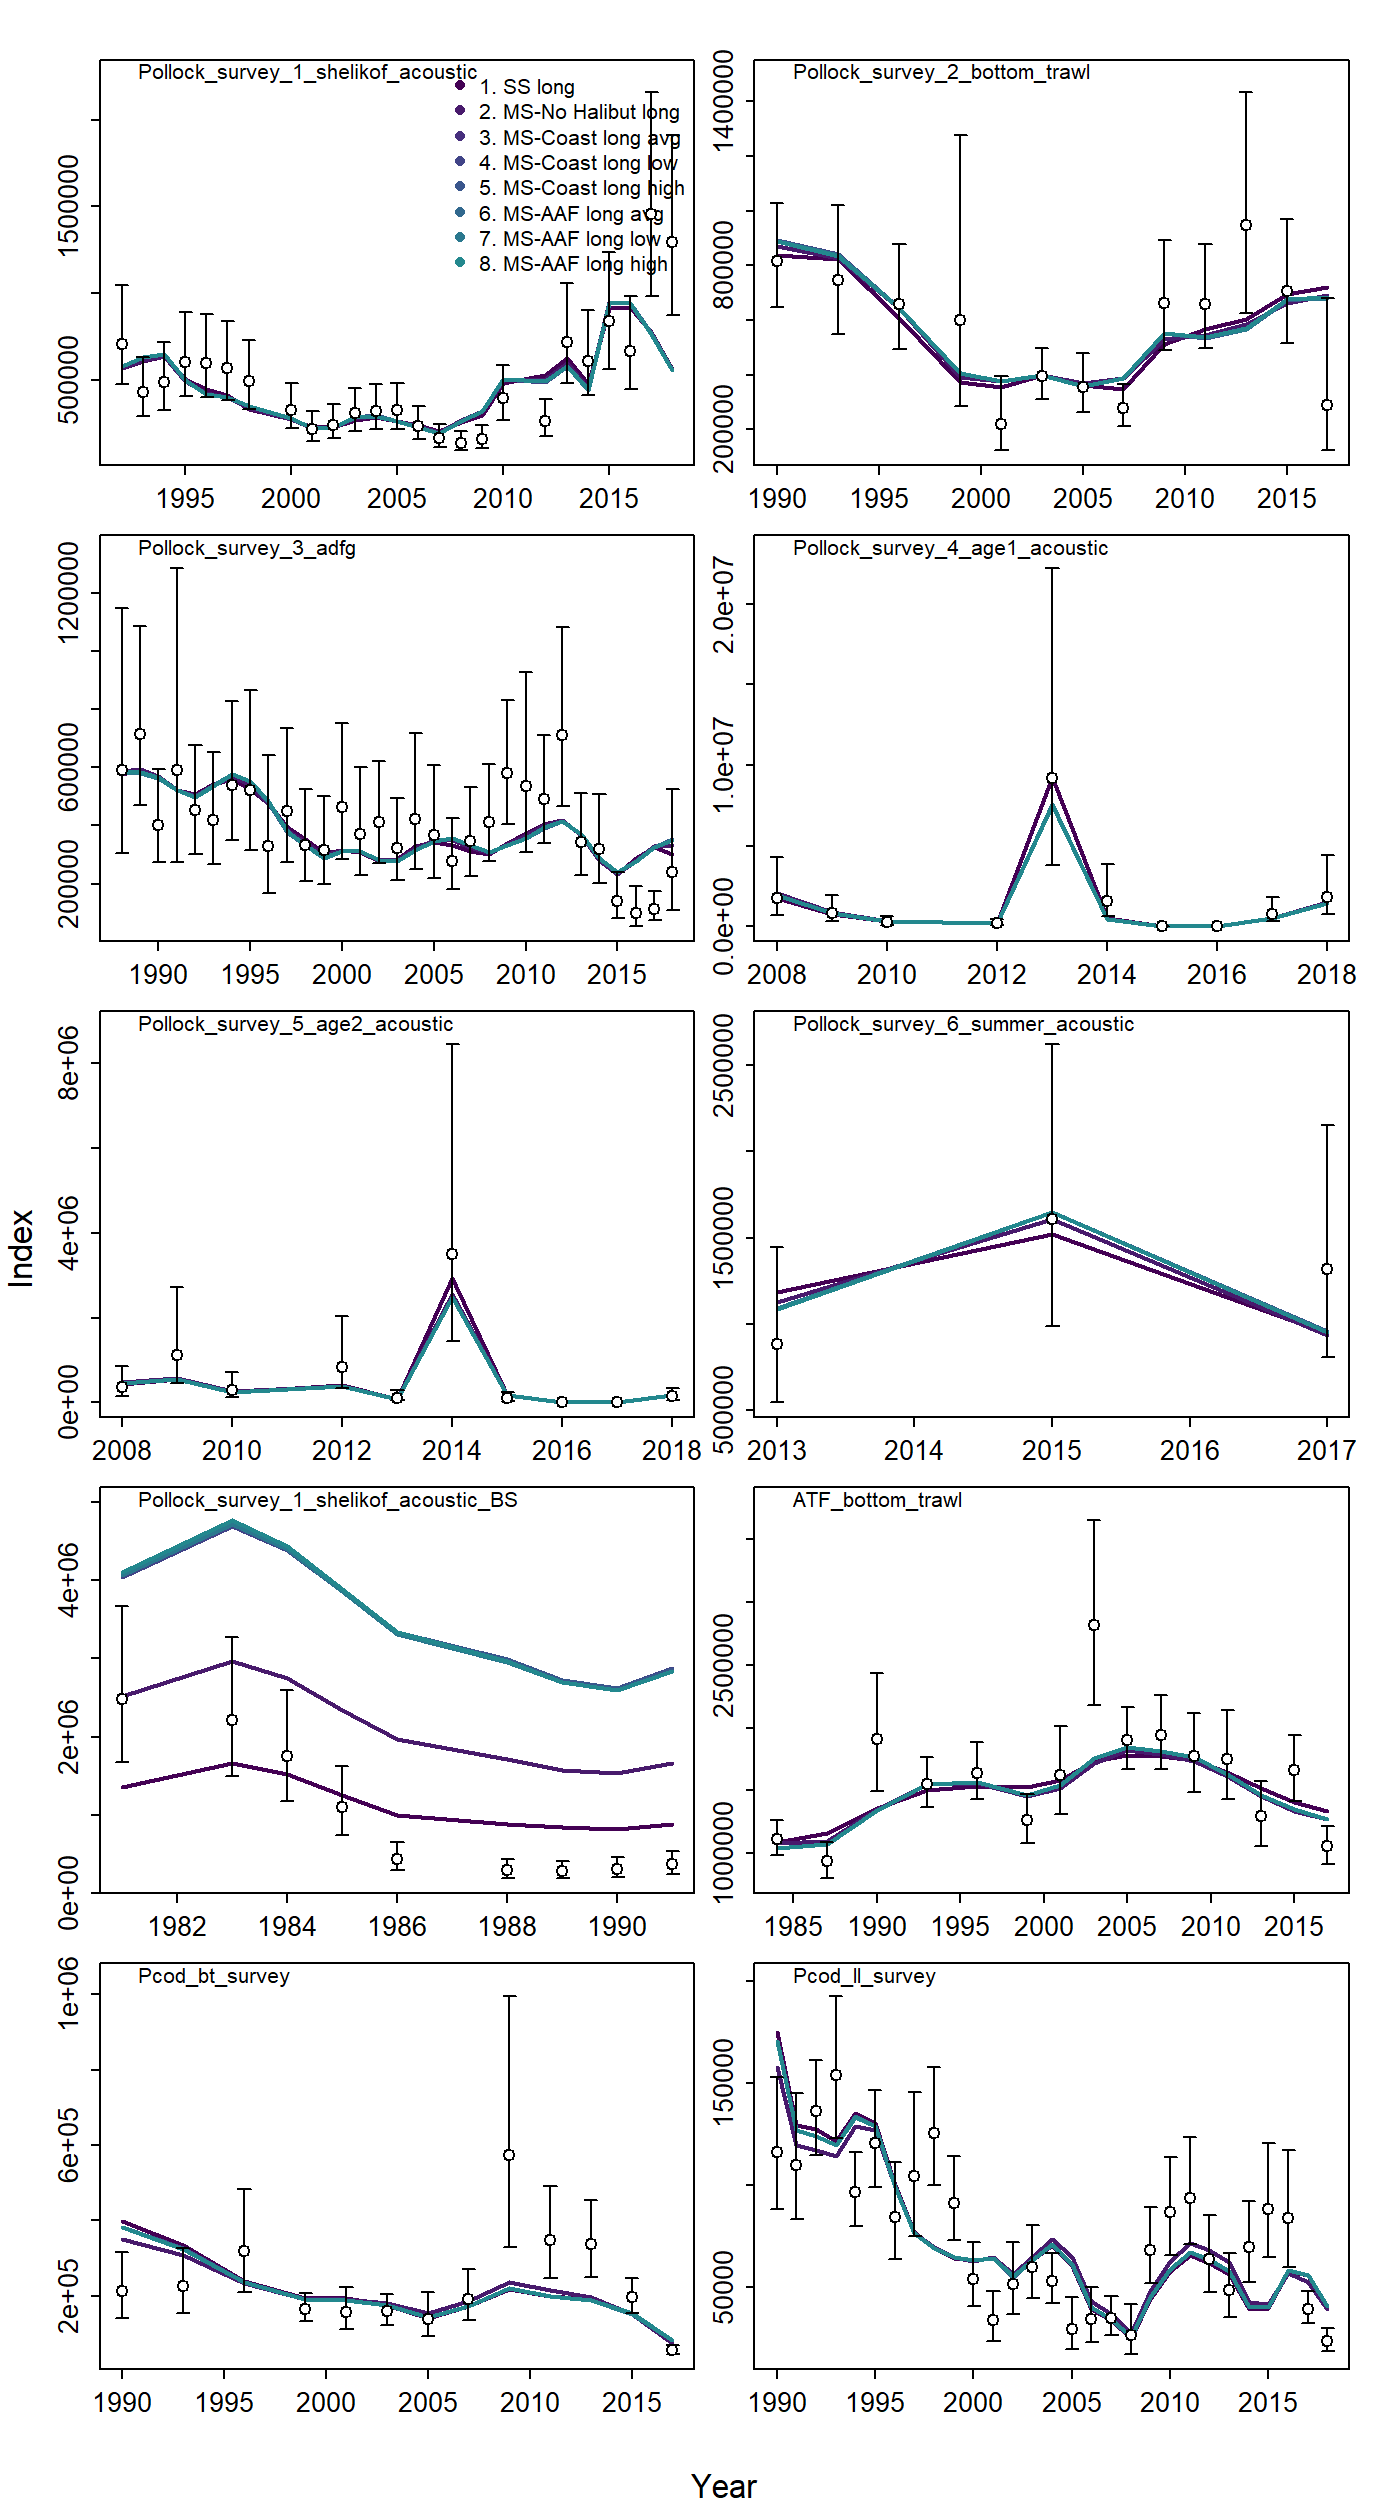 Pollock_survey_1_shelikof_acoustic
1. SS long
2. MS-No Halibut long
3. MS-Coast long avg
4. MS-Coast long low
5. MS-Coast long high
6. MS-AAF long avg
7. MS-AAF long low
8. MS-AAF long high
500000 1500000
1995 2000 2005 2010 2015
Pollock_survey_2_bottom_trawl
200000 800000 1400000
1990 1995 2000 2005 2010 2015
Pollock_survey_3_adfg
200000 600000 1200000
1990 1995 2000 2005 2010 2015
Pollock_survey_4_age1_acoustic
0.0e+00 1.0e+07 2.0e+07
2008 2010 2012 2014 2016 2018
Pollock_survey_5_age2_acoustic
0e+00 4e+06 8e+06
2008 2010 2012 2014 2016 2018
Pollock_survey_6_summer_acoustic
500000 1500000 2500000
2013 2014 2015 2016 2017
Index
Pollock_survey_1_shelikof_acoustic_BS
0e+00 2e+06 4e+06
1982 1984 1986 1988 1990
ATF_bottom_trawl
1000000 2500000
1985 1990 1995 2000 2005 2010 2015
Pcod_bt_survey
2e+05 6e+05 1e+06
1990 1995 2000 2005 2010 2015
Pcod_ll_survey
50000 150000
1990 1995 2000 2005 2010 2015
Year